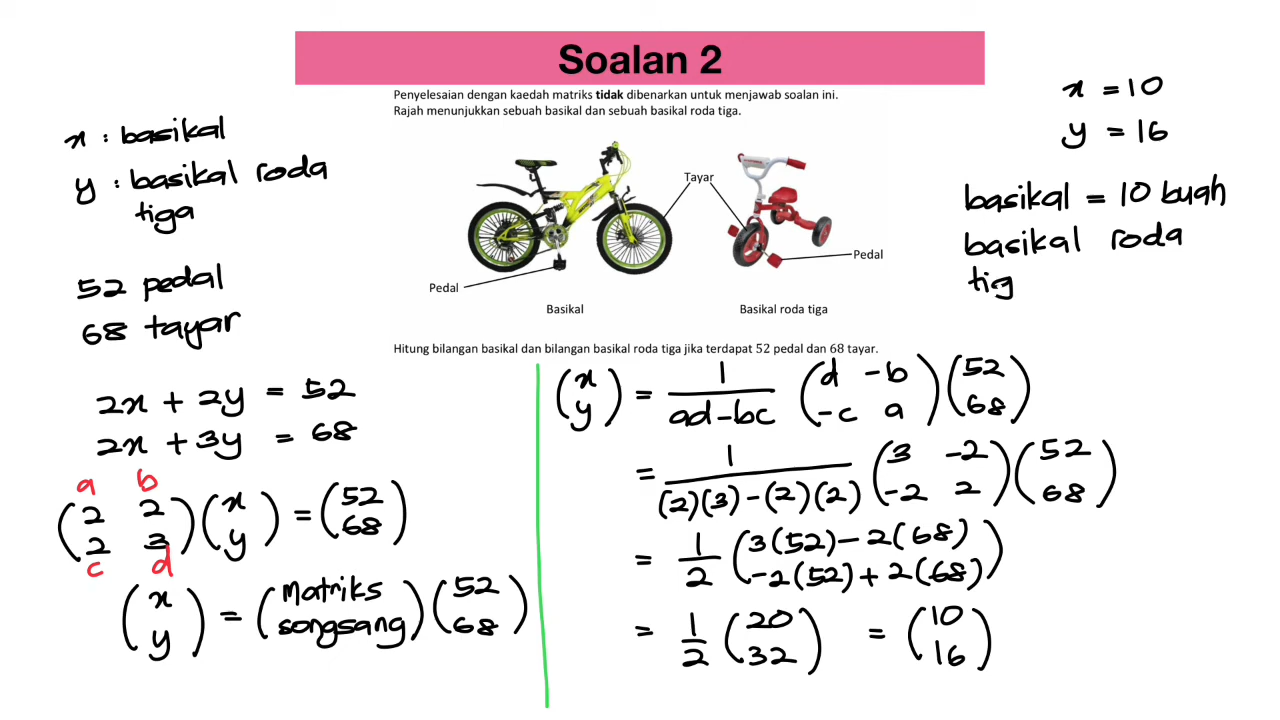 Soalan 2
Penyelesaian dengan kaedah matriks tidak dibenarkan untuk menjawab soalan ini.
Rajah menunjukkan sebuah basikal dan sebuah basikal roda tiga.
Tayar
Pedal
Pedal
Basikal
Basikal roda tiga
Hitung bilangan basikal dan bilangan basikal roda tiga jika terdapat 52 pedal dan 68 tayar.
x : basikal
y : basikal roda
tiga
52 pedal
68 tayar
2x + 2y = 52
2x + 3y = 68
a b
(2 2) (x) = (52)
(2 3) (y) (68)
c d
(x) = (matriks) (52)
(y) (songsang) (68)
(x) = 1 (d -b) (52)
(y) ad-bc (-c a) (68)
= 1 (3 -2) (52)
(2)(3)-(2)(2) (-2 2) (68)
= 1 (3(52) - 2(68))
2 (-2(52) + 2(68))
= 1 (20) = (10)
2 (32) (16)
x = 10
y = 16
basikal = 10 buah
basikal roda
tig